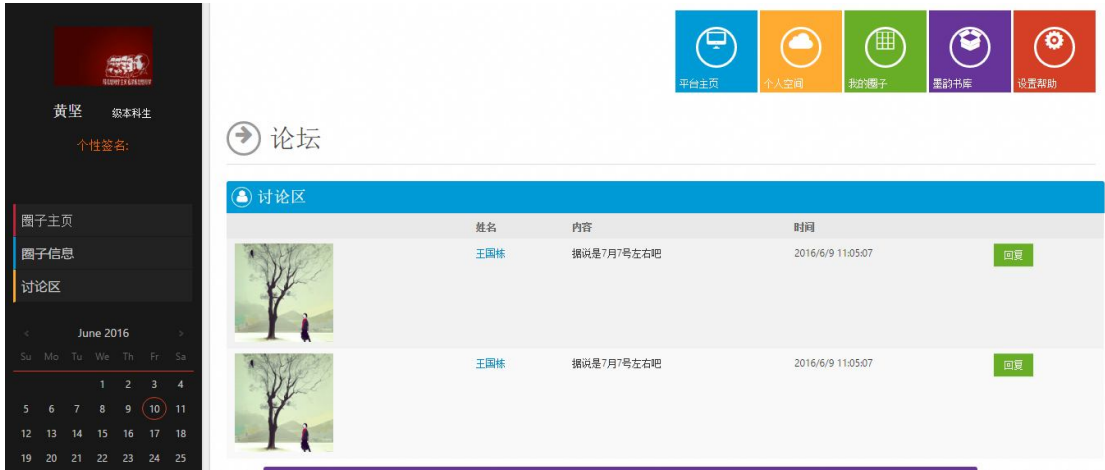 黄坚 级本科生
个性签名:
圈子主页
圈子信息
讨论区
< June 2016 >
Su Mo Tu We Th Fr Sa
1 2 3 4
5 6 7 8 9 10 11
12 13 14 15 16 17 18
19 20 21 22 23 24 25
平台主页 个人空间 我的圈子 墨韵书库 设置帮助
论坛
讨论区
姓名 内容 时间
王国栋 据说是7月7号左右吧 2016/6/9 11:05:07 回复
王国栋 据说是7月7号左右吧 2016/6/9 11:05:07 回复